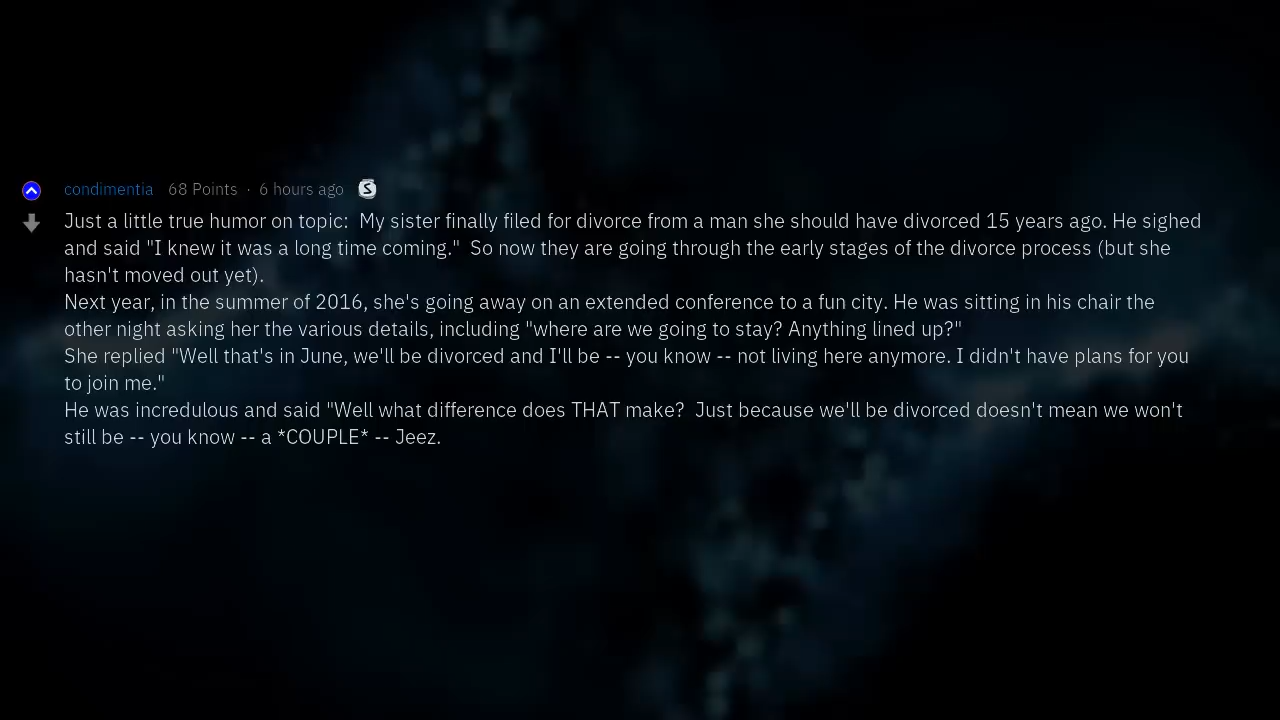 condimentia 68 Points · 6 hours ago S
Just a little true humor on topic:  My sister finally filed for divorce from a man she should have divorced 15 years ago. He sighed
and said "I knew it was a long time coming."  So now they are going through the early stages of the divorce process (but she
hasn't moved out yet).
Next year, in the summer of 2016, she's going away on an extended conference to a fun city. He was sitting in his chair the
other night asking her the various details, including "where are we going to stay? Anything lined up?"
She replied "Well that's in June, we'll be divorced and I'll be -- you know -- not living here anymore. I didn't have plans for you
to join me."
He was incredulous and said "Well what difference does THAT make?  Just because we'll be divorced doesn't mean we won't
still be -- you know -- a *COUPLE* -- Jeez.